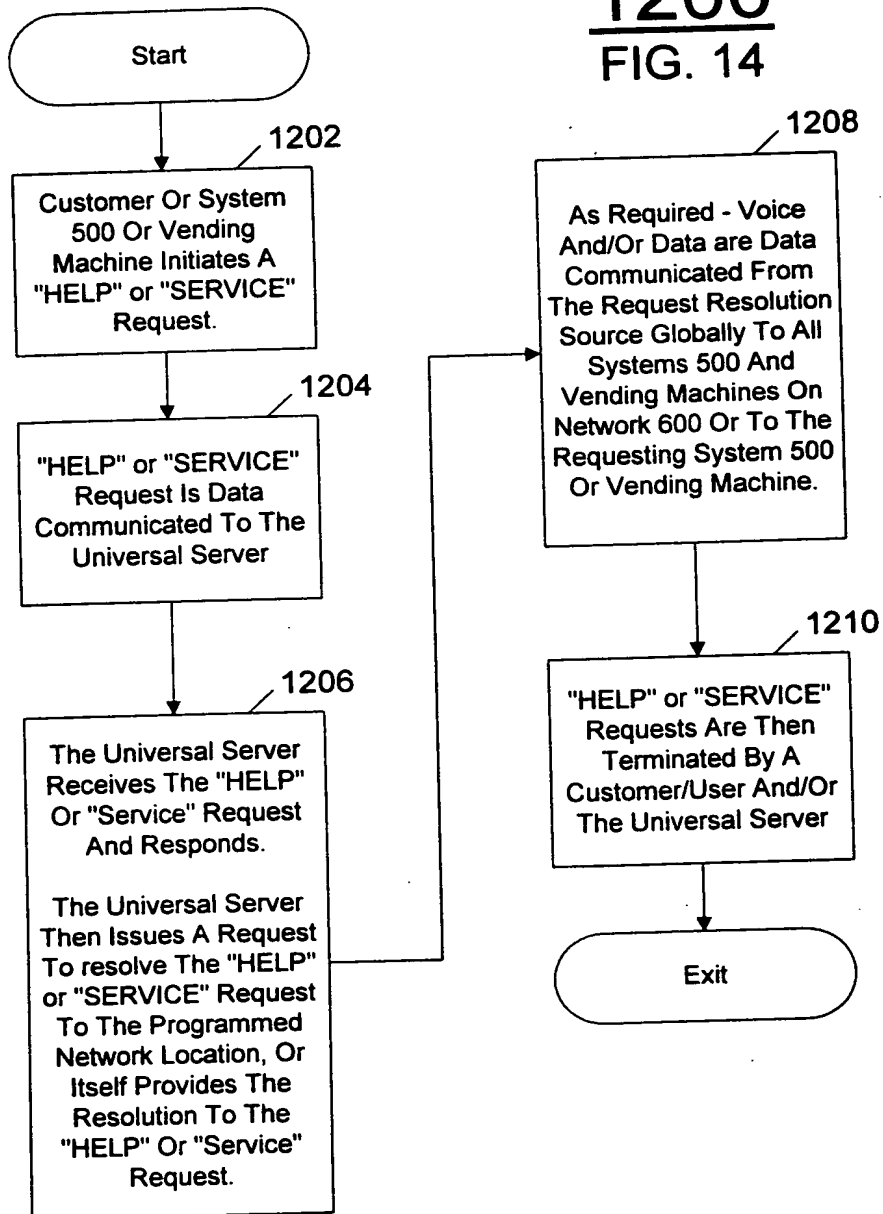 FIG. 14
Start
1202
Customer Or System
500 Or Vending
Machine Initiates A
"HELP" or "SERVICE"
Request.
1204
"HELP" or "SERVICE"
Request Is Data
Communicated To The
Universal Server
1206
The Universal Server
Receives The "HELP"
Or "Service" Request
And Responds.
The Universal Server
Then Issues A Request
To resolve The "HELP"
or "SERVICE" Request
To The Programmed
Network Location, Or
Itself Provides The
Resolution To The
"HELP" Or "Service"
Request.
1208
As Required - Voice
And/Or Data are Data
Communicated From
The Request Resolution
Source Globally To All
Systems 500 And
Vending Machines On
Network 600 Or To The
Requesting System 500
Or Vending Machine.
1210
"HELP" or "SERVICE"
Requests Are Then
Terminated By A
Customer/User And/Or
The Universal Server
Exit